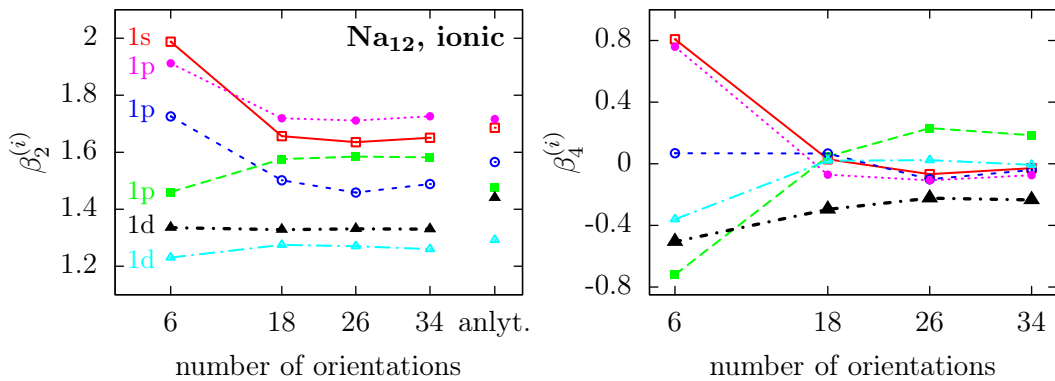 Na₁₂, ionic
β₂⁽ⁱ⁾
2
1.8
1.6
1.4
1.2
1s
1p
1p
1p
1d
1d
6 18 26 34 anlyt.
number of orientations
β₄⁽ⁱ⁾
0.8
0.4
0
-0.4
-0.8
6 18 26 34
number of orientations